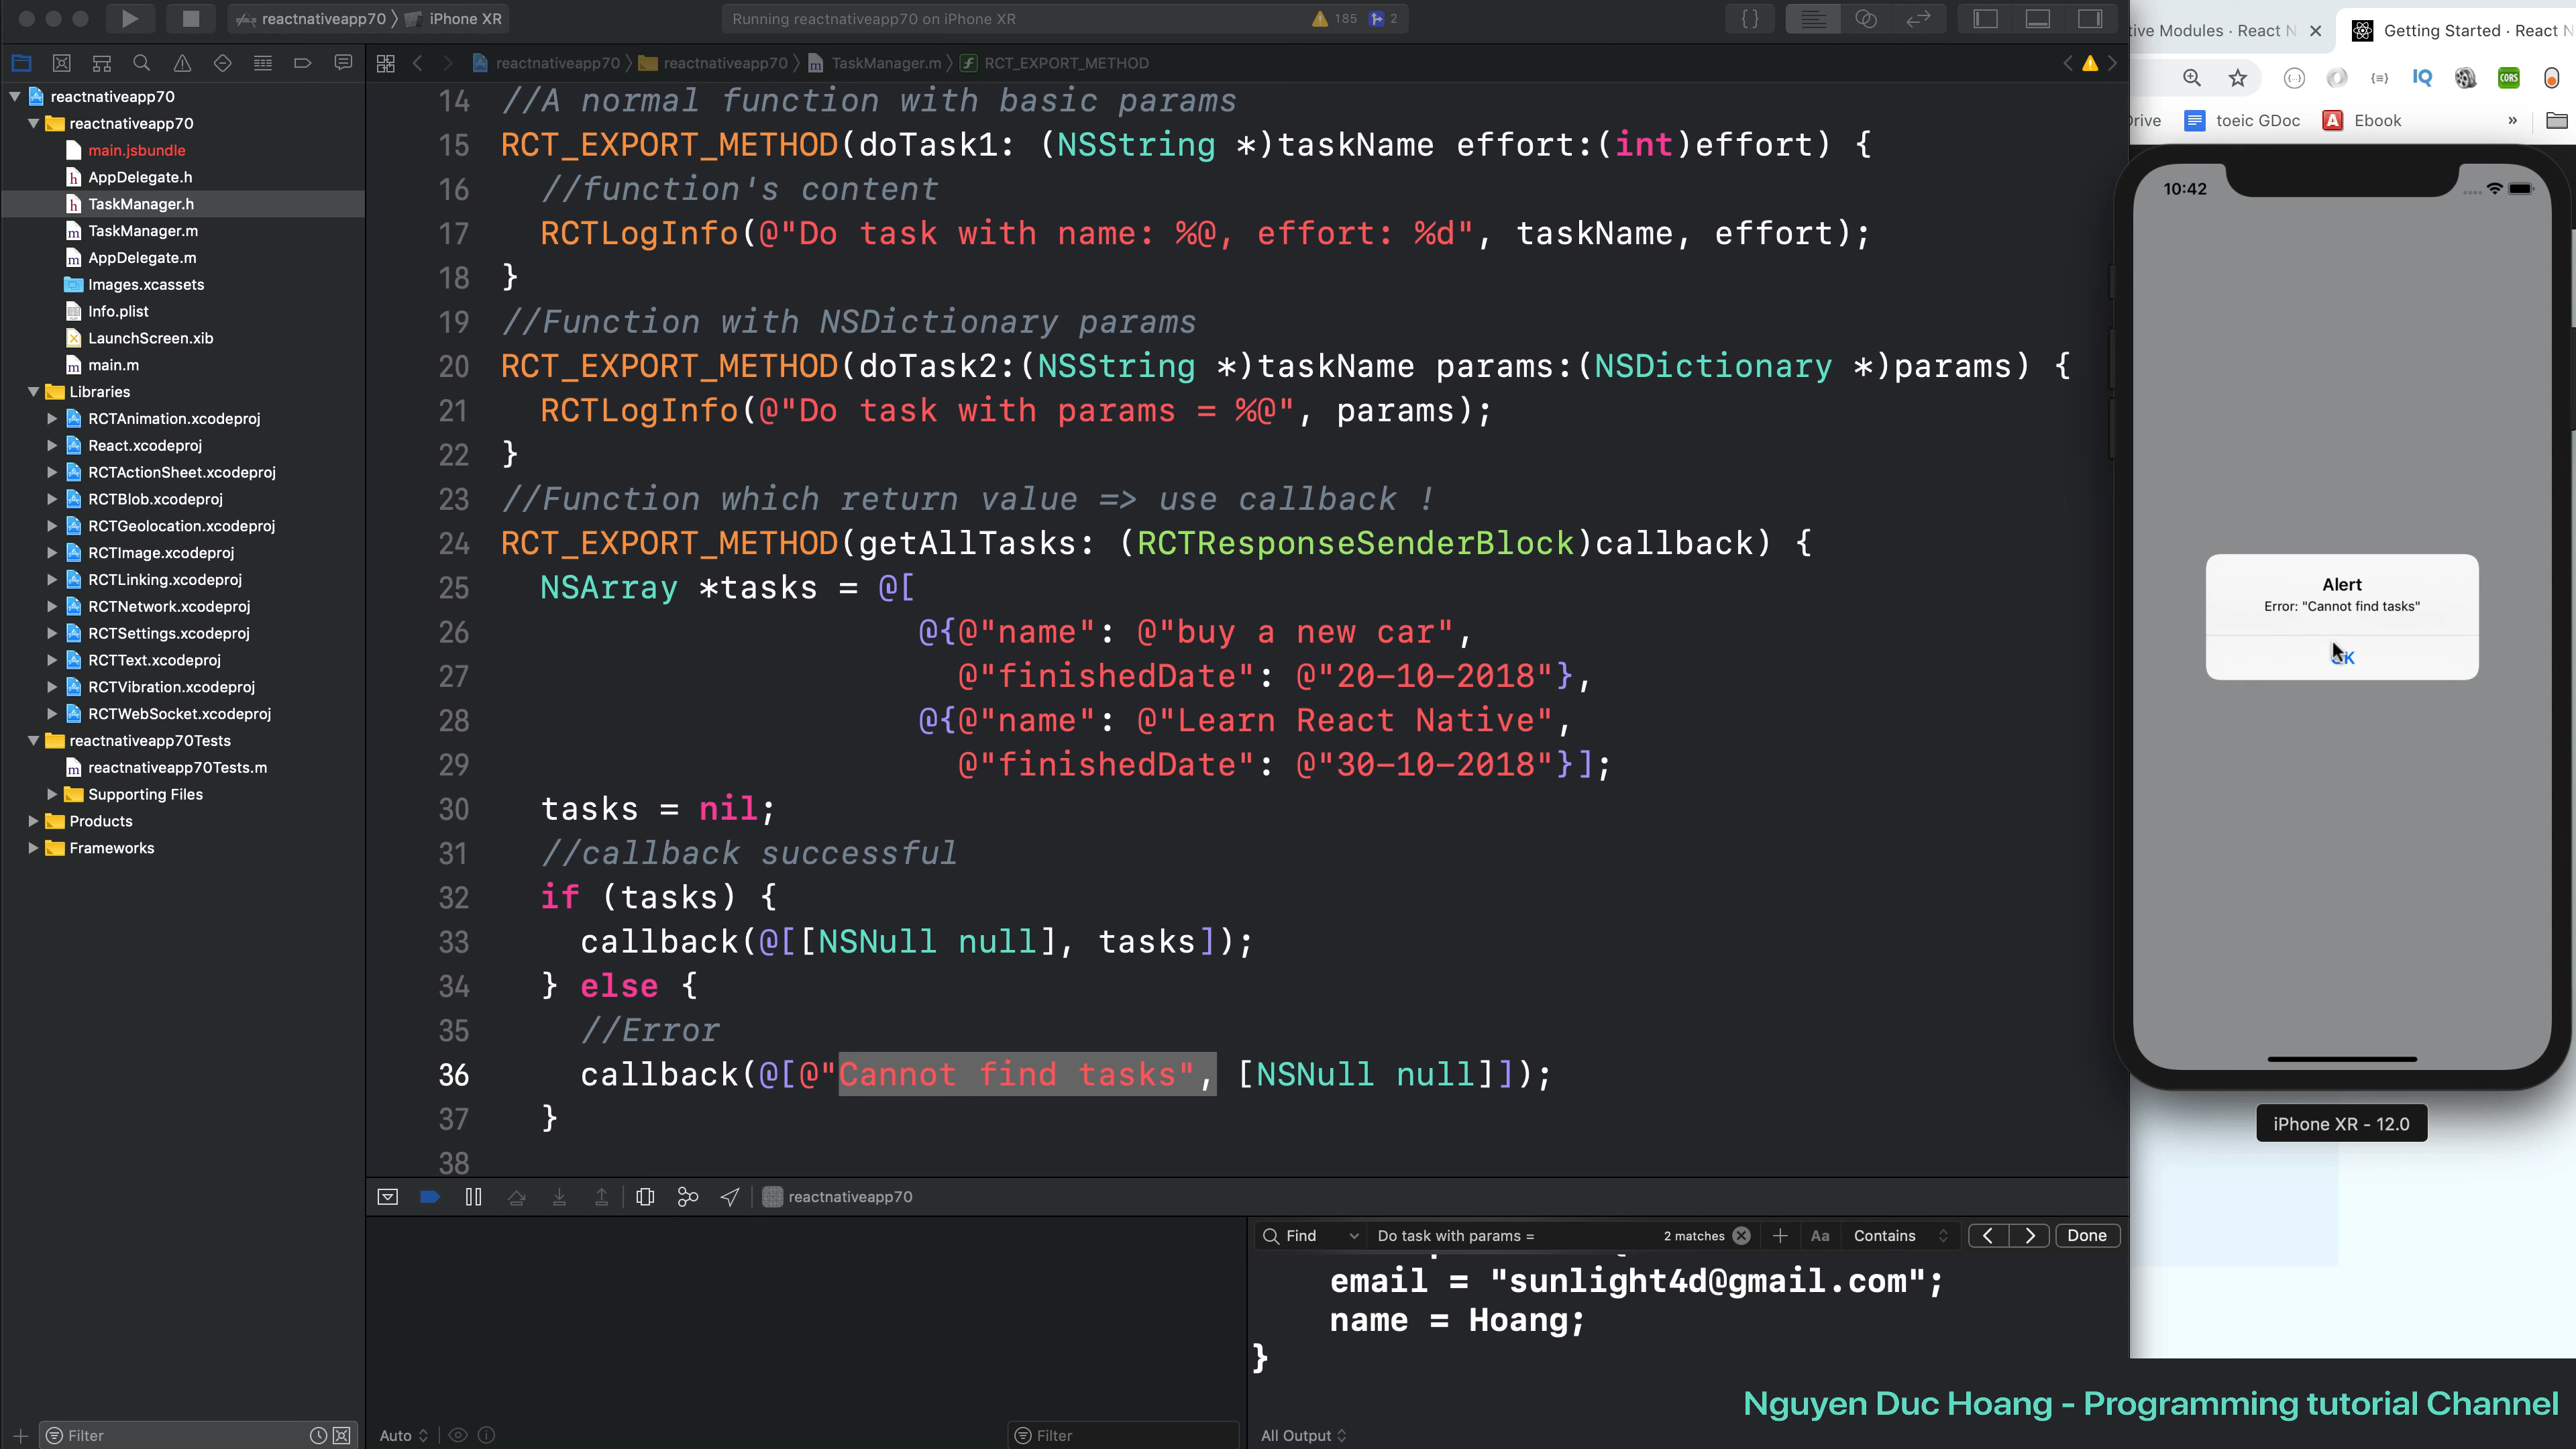 reactnativeapp70 〉 iPhone XR
Running reactnativeapp70 on iPhone XR
185
2
reactnativeapp70 〉 reactnativeapp70 〉 TaskManager.m 〉 RCT_EXPORT_METHOD
reactnativeapp70
reactnativeapp70
main.jsbundle
AppDelegate.h
TaskManager.h
TaskManager.m
AppDelegate.m
Images.xcassets
Info.plist
LaunchScreen.xib
main.m
Libraries
RCTAnimation.xcodeproj
React.xcodeproj
RCTActionSheet.xcodeproj
RCTBlob.xcodeproj
RCTGeolocation.xcodeproj
RCTImage.xcodeproj
RCTLinking.xcodeproj
RCTNetwork.xcodeproj
RCTSettings.xcodeproj
RCTText.xcodeproj
RCTVibration.xcodeproj
RCTWebSocket.xcodeproj
reactnativeapp70Tests
reactnativeapp70Tests.m
Supporting Files
Products
Frameworks
Filter
14 //A normal function with basic params
15 RCT_EXPORT_METHOD(doTask1: (NSString *)taskName effort:(int)effort) {
16 //function's content
17 RCTLogInfo(@"Do task with name: %@, effort: %d", taskName, effort);
18 }
19 //Function with NSDictionary params
20 RCT_EXPORT_METHOD(doTask2:(NSString *)taskName params:(NSDictionary *)params) {
21 RCTLogInfo(@"Do task with params = %@", params);
22 }
23 //Function which return value => use callback !
24 RCT_EXPORT_METHOD(getAllTasks: (RCTResponseSenderBlock)callback) {
25 NSArray *tasks = @[
26 @{@"name": @"buy a new car",
27 @"finishedDate": @"20-10-2018"},
28 @{@"name": @"Learn React Native",
29 @"finishedDate": @"30-10-2018"}];
30 tasks = nil;
31 //callback successful
32 if (tasks) {
33 callback(@[[NSNull null], tasks]);
34 } else {
35 //Error
36 callback(@[@"Cannot find tasks", [NSNull null]]);
37 }
38
reactnativeapp70
Find
Do task with params =
2 matches
Aa
Contains
Done
email = "sunlight4d@gmail.com";
name = Hoang;
}
Auto
Filter
All Output
tive Modules · React N
Getting Started · React N
IQ
CORS
Drive
toeic GDoc
Ebook
»
10:42
Alert
Error: "Cannot find tasks"
OK
iPhone XR - 12.0
Nguyen Duc Hoang - Programming tutorial Channel